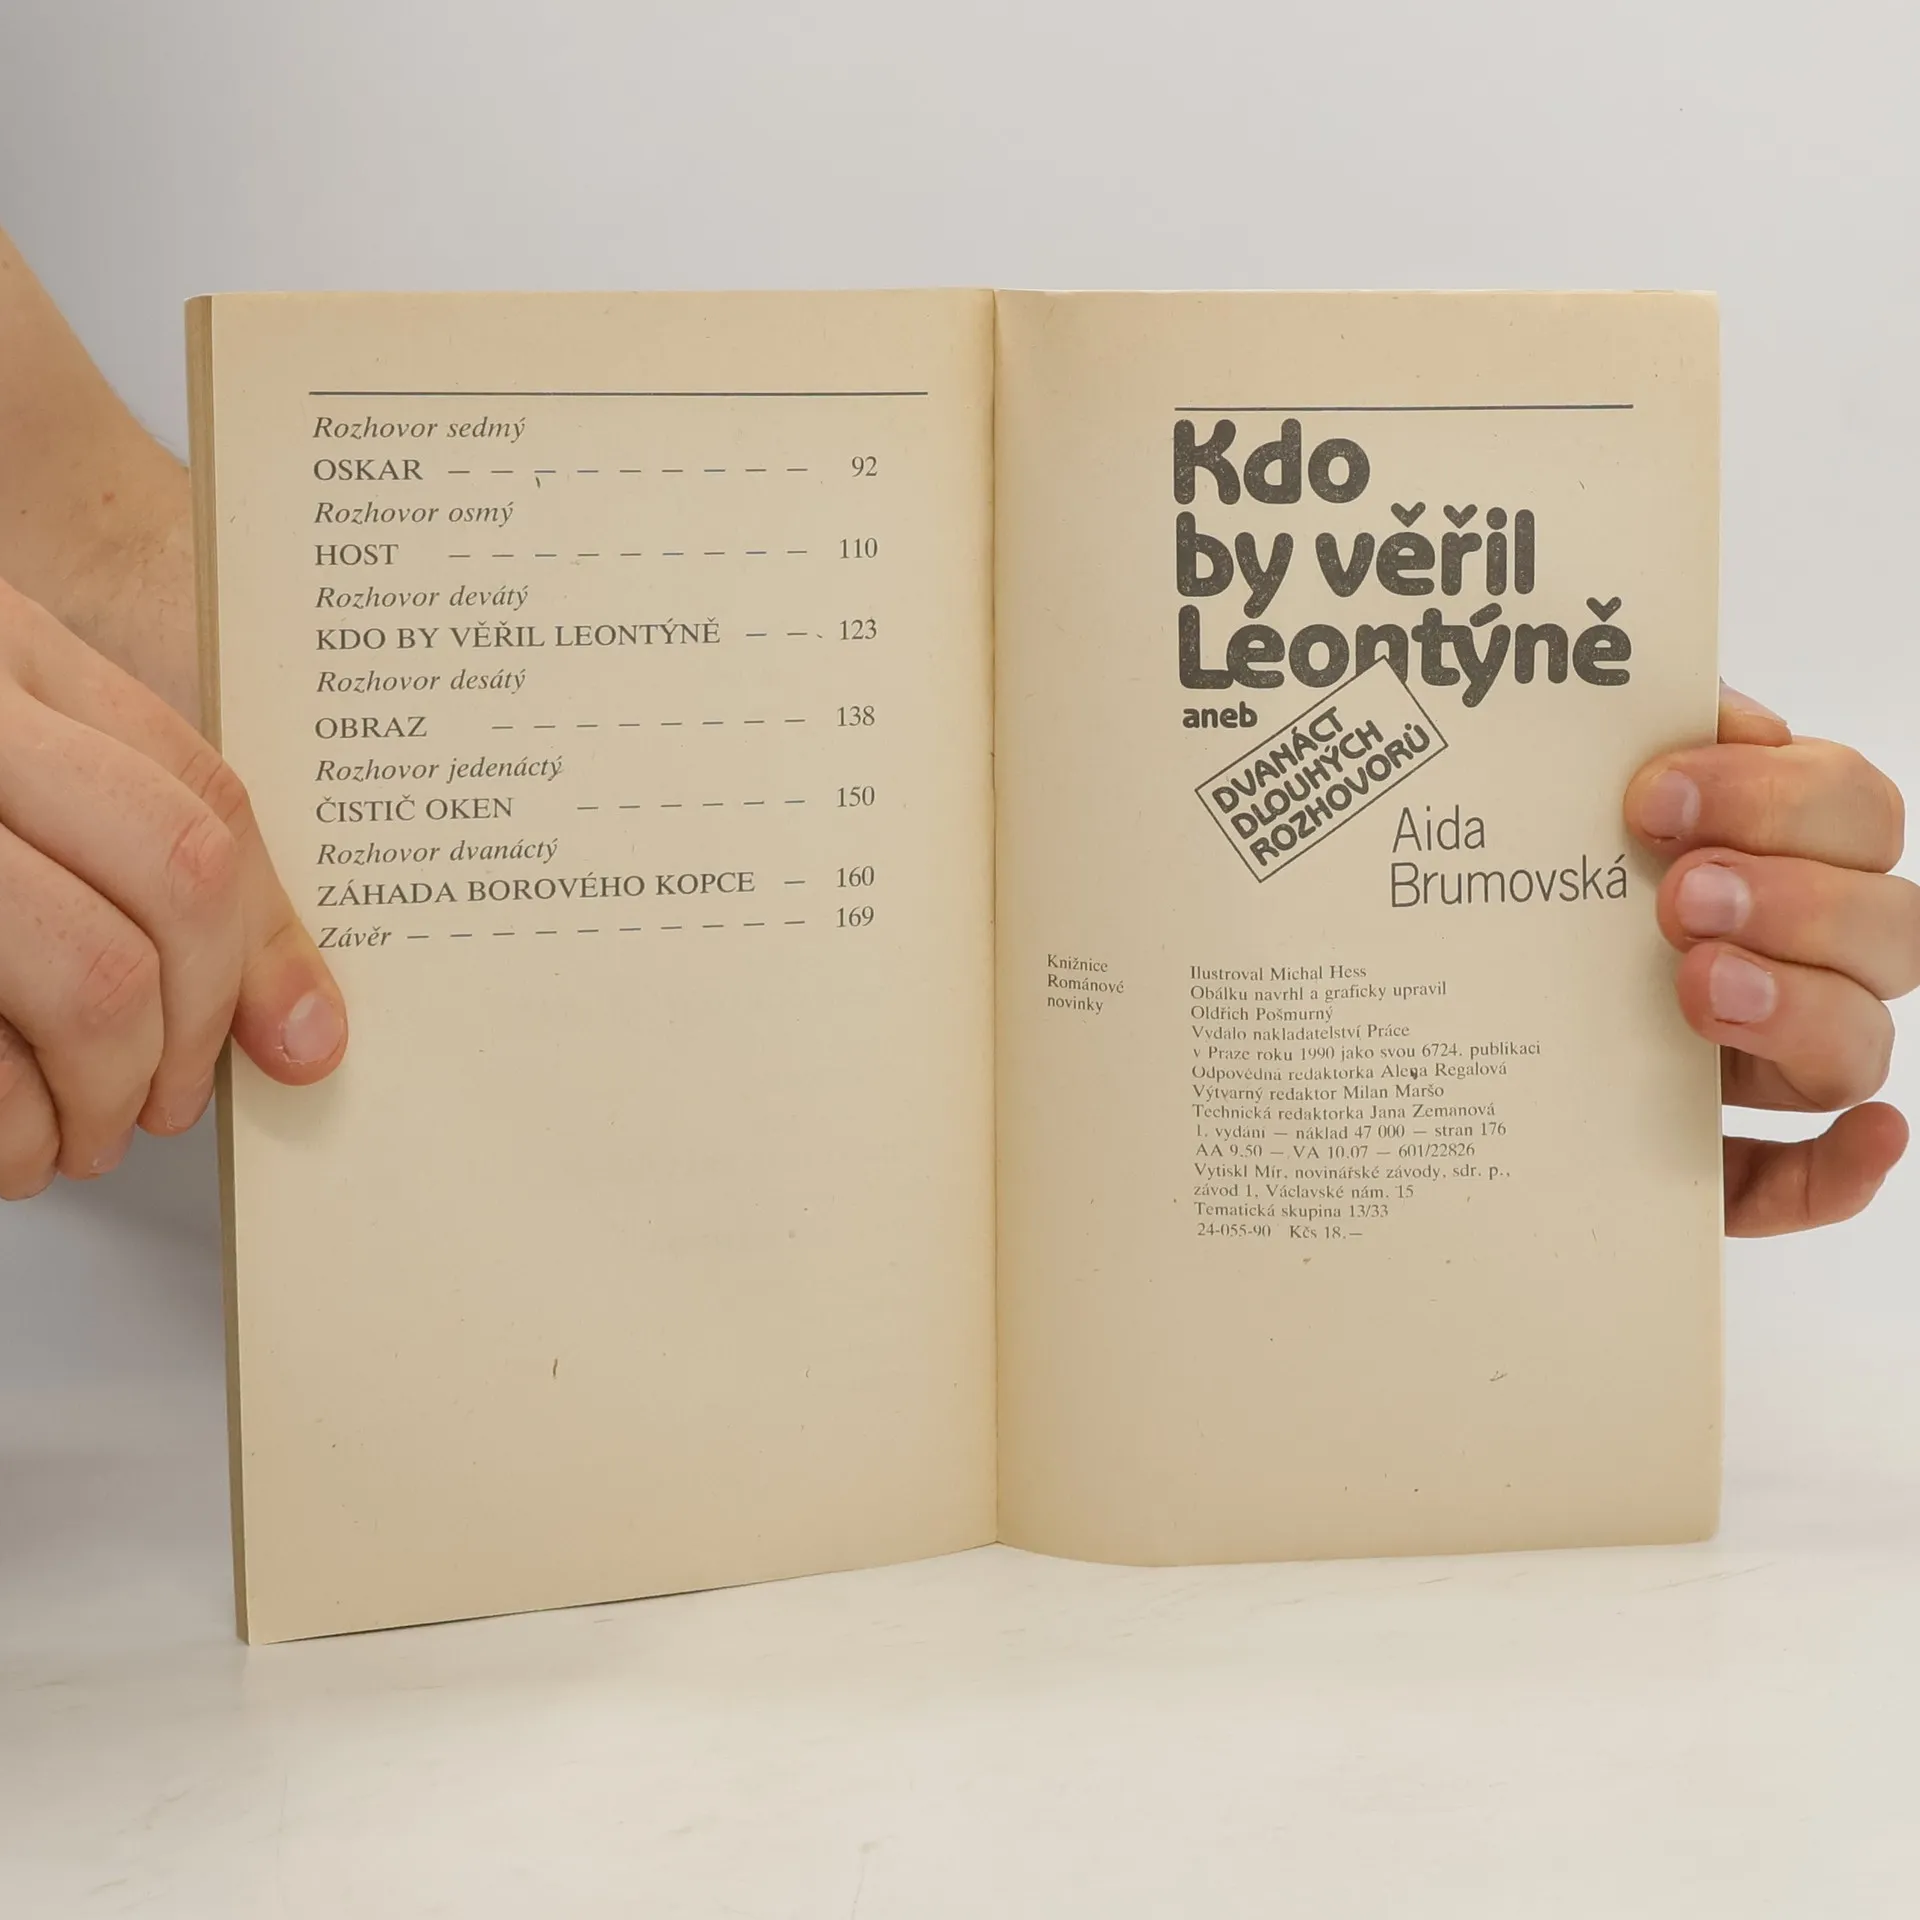 Rozhovor sedmý
OSKAR — — — — — — — — — 92
Rozhovor osmý
HOST — — — — — — — — — 110
Rozhovor devátý
KDO BY VĚŘIL LEONTÝNĚ — — 123
Rozhovor desátý
OBRAZ — — — — — — — — 138
Rozhovor jedenáctý
ČISTIČ OKEN — — — — — — 150
Rozhovor dvanáctý
ZÁHADA BOROVÉHO KOPCE — 160
Závěr — — — — — — — — — — 169
Kdo
by věřil
Leontýně
aneb
DVANÁCT
DLOUHÝCH
ROZHOVORŮ
Aida
Brumovská
Knižnice
Románové
novinky
Ilustroval Michal Hess
Obálku navrhl a graficky upravil
Oldřich Pošmurný
Vydalo nakladatelství Práce
v Praze roku 1990 jako svou 6724. publikaci
Odpovědná redaktorka Alena Regalová
Výtvarný redaktor Milan Maršo
Technická redaktorka Jana Zemanová
1. vydání — náklad 47 000 — stran 176
AA 9.50 — VA 10.07 — 601/22826
Vytiskl Mír, novinářské závody, sdr. p.,
závod 1, Václavské nám. 15
Tematická skupina 13/33
24-055-90 Kčs 18.—